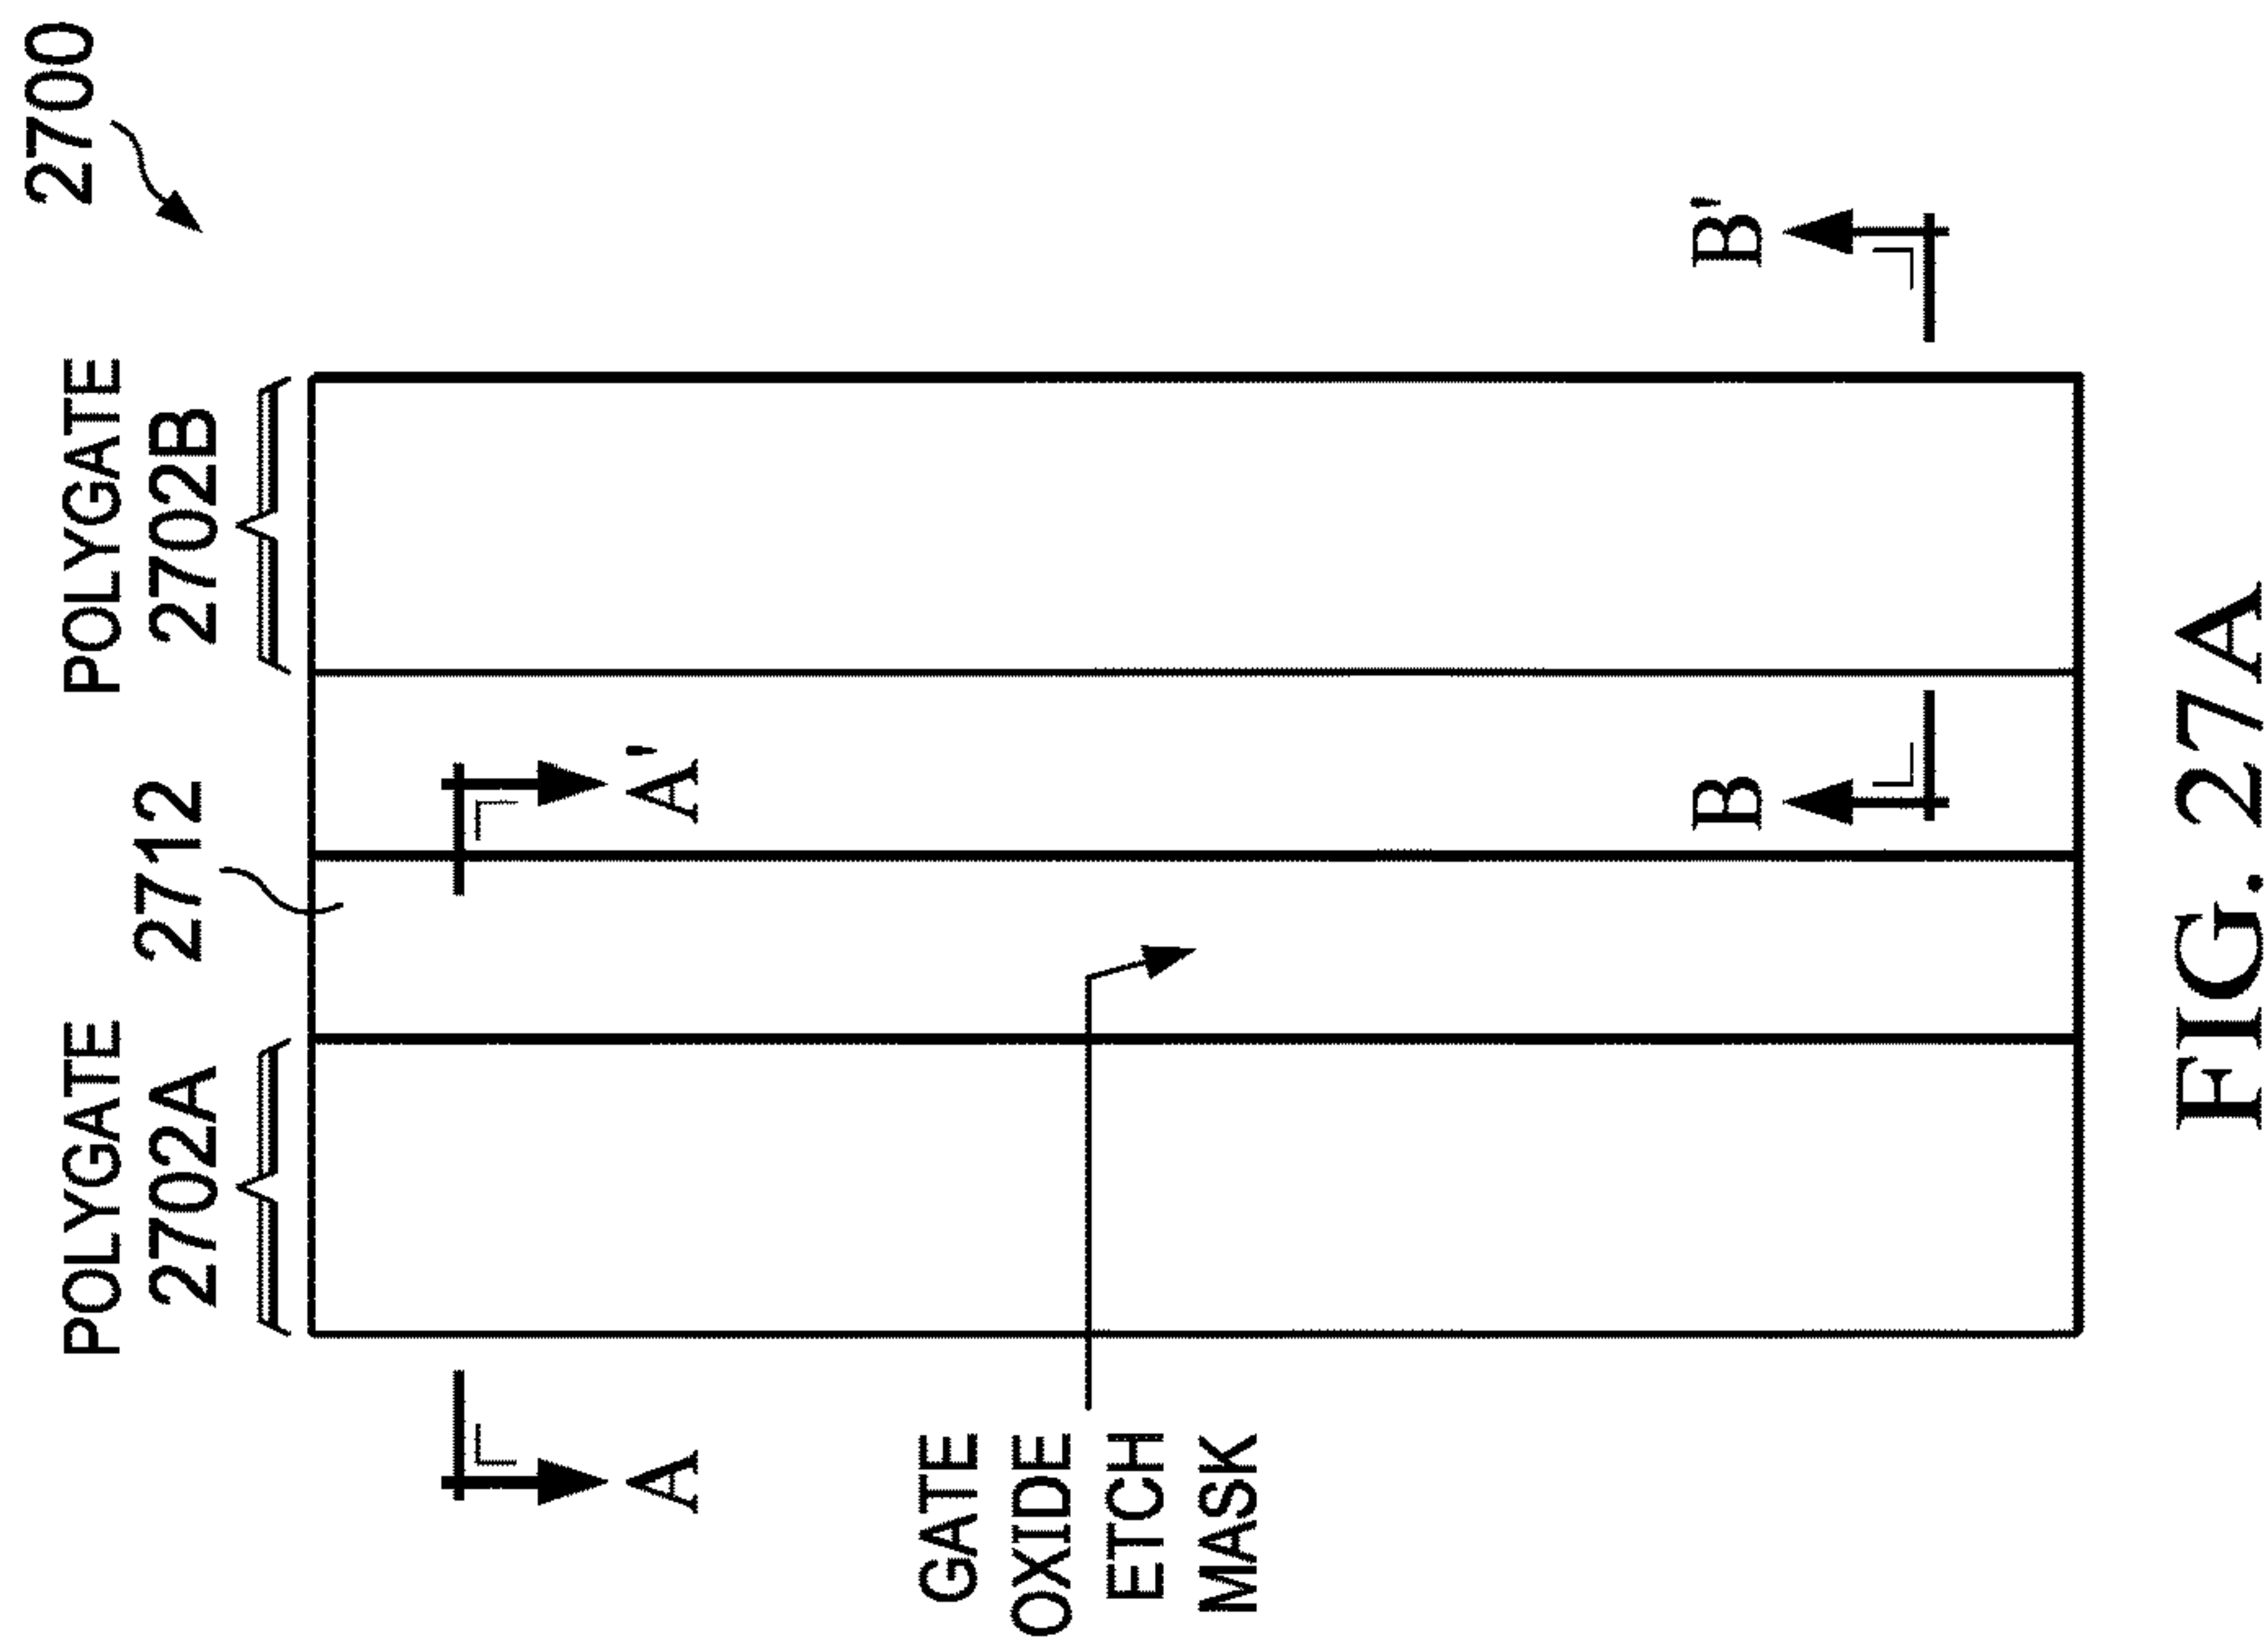 2700
POLYGATE
2702A
2712
POLYGATE
2702B
A
A'
GATE
OXIDE
ETCH
MASK
B
B'
FIG. 27A